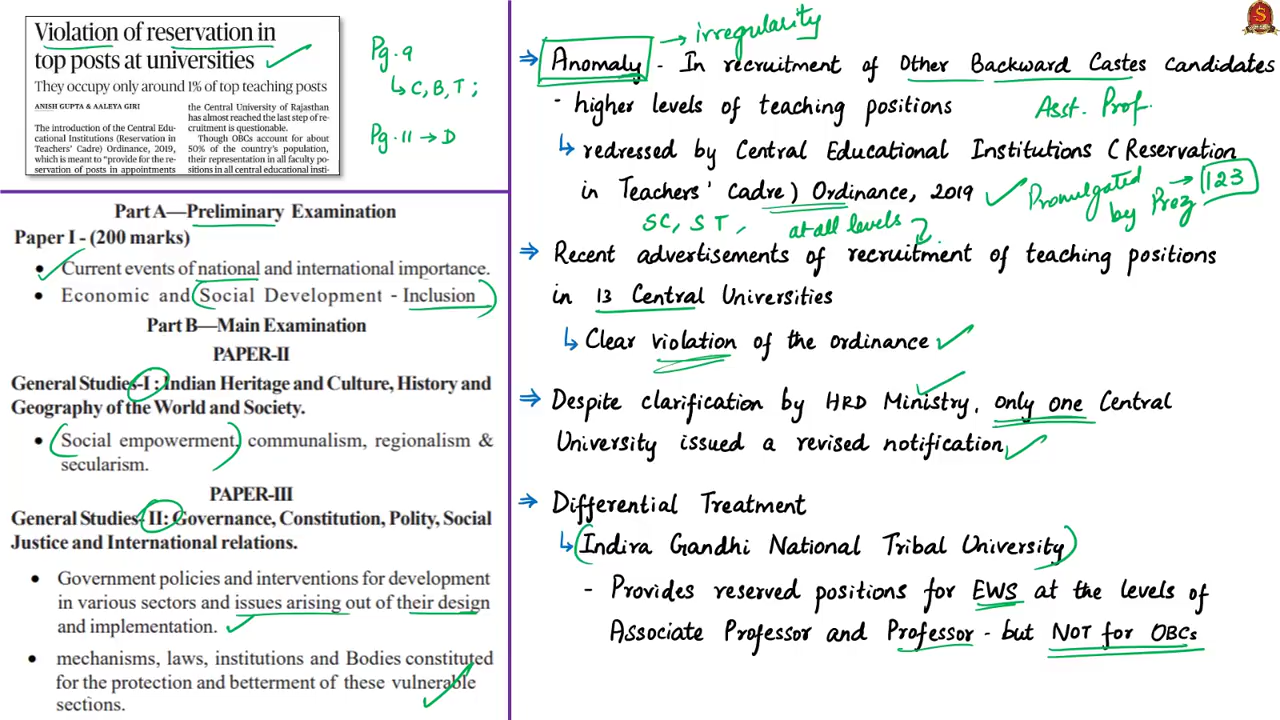 Violation of reservation in
top posts at universities
They occupy only around 1% of top teaching posts
ANISH GUPTA & AALEYA GIRI
The introduction of the Central Edu-
cational Institutions (Reservation in
Teachers' Cadre) Ordinance, 2019,
which is meant to "provide for the re-
servation of posts in appointments
the Central University of Rajasthan
has almost reached the last step of re-
cruitment is questionable.
Though OBCs account for about
50% of the country's population,
their representation in all faculty po-
sitions in all central educational insti-
Pg. 9
↳ C, B, T ;
Pg. 11 → D
Part A—Preliminary Examination
Paper I - (200 marks)
• Current events of national and international importance.
• Economic and Social Development - Inclusion
Part B—Main Examination
PAPER-II
General Studies-I : Indian Heritage and Culture, History and
Geography of the World and Society.
• Social empowerment, communalism, regionalism &
secularism.
PAPER-III
General Studies- II: Governance, Constitution, Polity, Social
Justice and International relations.
• Government policies and interventions for development
in various sectors and issues arising out of their design
and implementation.
• mechanisms, laws, institutions and Bodies constituted
for the protection and betterment of these vulnerable
sections.
→ irregularity
⇒ Anomaly - In recruitment of Other Backward Castes candidates
- higher levels of teaching positions
Asst. Prof.
↳ redressed by Central Educational Institutions (Reservation
in Teachers' Cadre) Ordinance, 2019
Promulgated by Prez → 123
SC, ST, at all levels
⇒ Recent advertisements of recruitment of teaching positions
in 13 Central Universities
↳ Clear violation of the ordinance
⇒ Despite clarification by HRD Ministry, only one Central
University issued a revised notification
⇒ Differential Treatment
↳ Indira Gandhi National Tribal University
- Provides reserved positions for EWS at the levels of
Associate Professor and Professor - but NOT for OBCs